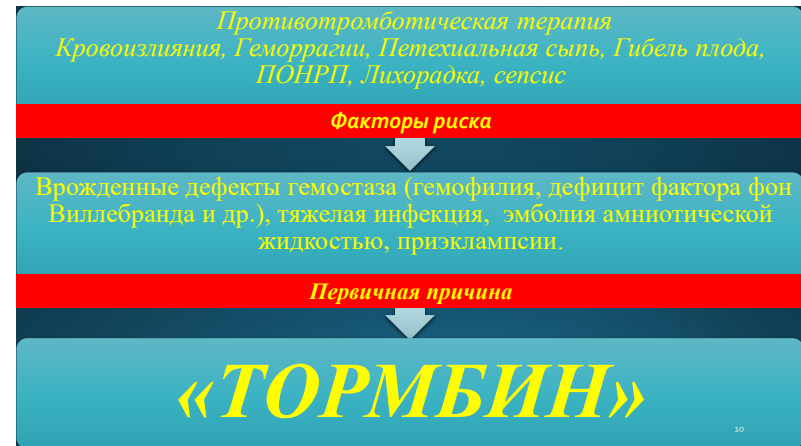 Противотромботическая терапия
Кровоизлияния, Геморрагии, Петехиальная сыпь, Гибель плода,
ПОНРП, Лихорадка, сепсис
Факторы риска
Врожденные дефекты гемостаза (гемофилия, дефицит фактора фон
Виллебранда и др.), тяжелая инфекция, эмболия амниотической
жидкостью, приэклампсии.
Первичная причина
«ТОРМБИН»
10